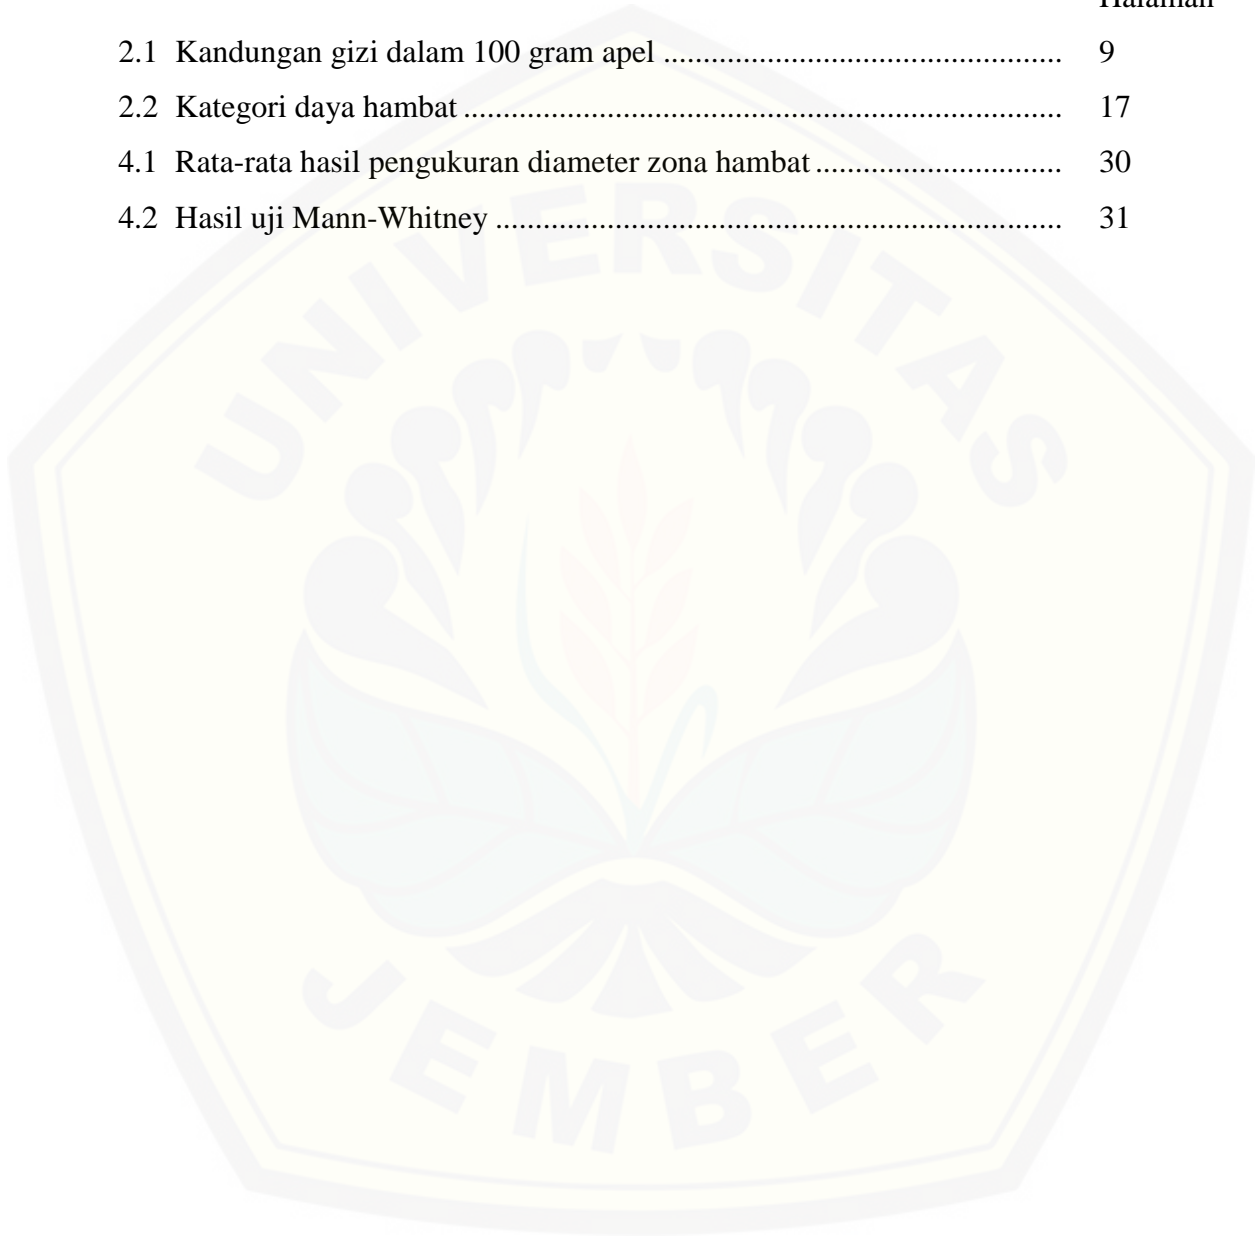 Halaman
2.1 Kandungan gizi dalam 100 gram apel .................................................. 9
2.2 Kategori daya hambat ........................................................................... 17
4.1 Rata-rata hasil pengukuran diameter zona hambat ............................... 30
4.2 Hasil uji Mann-Whitney ....................................................................... 31
UNIVERSITAS
JEMBER